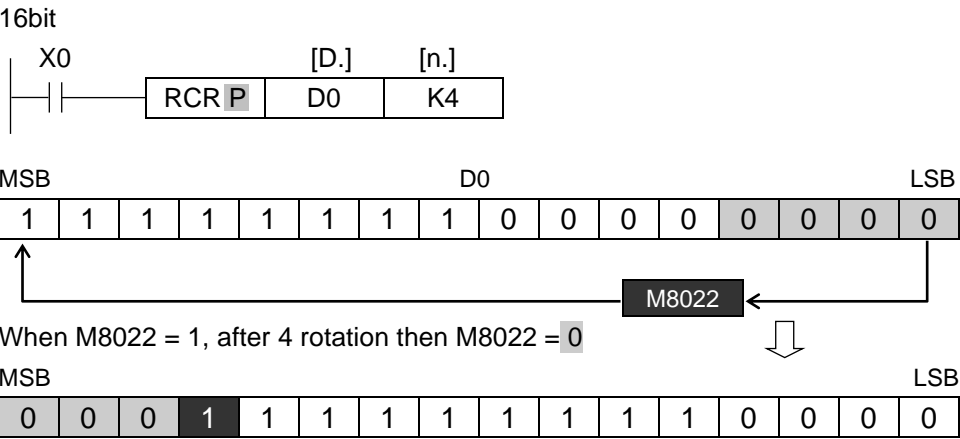 16bit
X0 [D.] [n.]
RCR P D0 K4
MSB D0 LSB
1 1 1 1 1 1 1 1 0 0 0 0 0 0 0 0
M8022
When M8022 = 1, after 4 rotation then M8022 = 0
MSB LSB
0 0 0 1 1 1 1 1 1 1 1 1 0 0 0 0